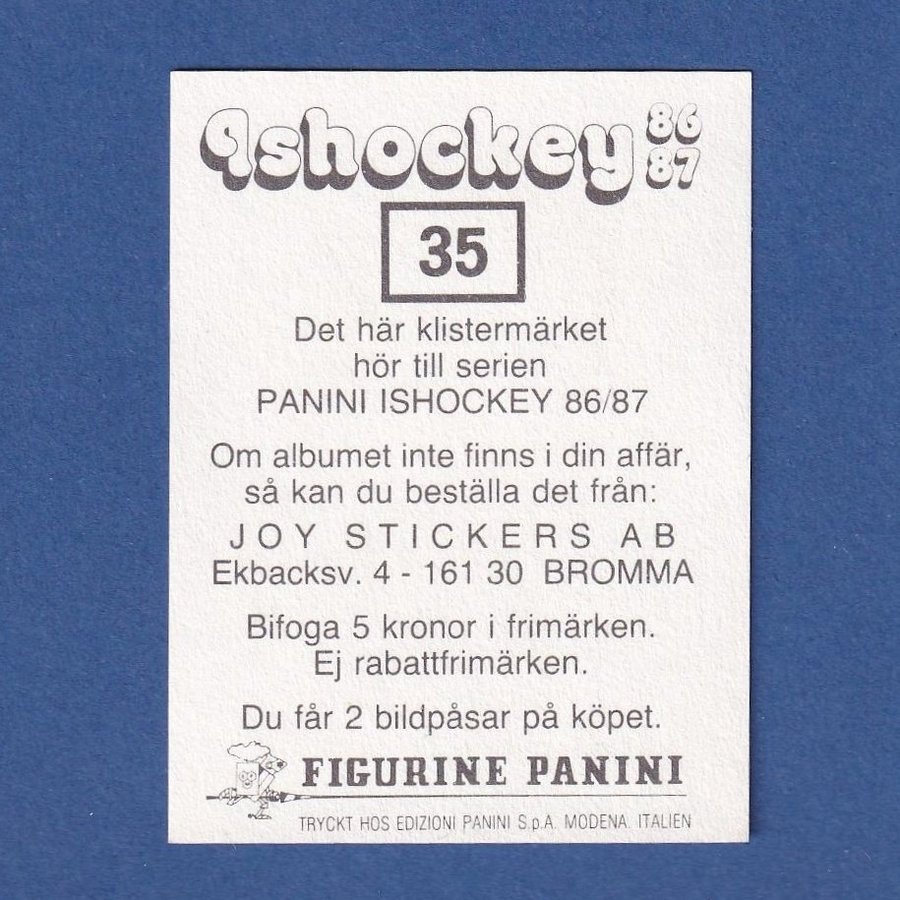 Ishockey 86
87
35
Det här klistermärket
hör till serien
PANINI ISHOCKEY 86/87
Om albumet inte finns i din affär,
så kan du beställa det från:
JOY STICKERS AB
Ekbacksv. 4 - 161 30 BROMMA
Bifoga 5 kronor i frimärken.
Ej rabattfrimärken.
Du får 2 bildpåsar på köpet.
FIGURINE PANINI
TRYCKT HOS EDIZIONI PANINI S.p.A. MODENA. ITALIEN